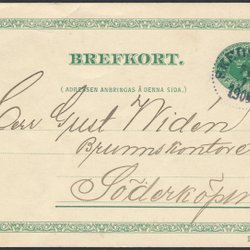 BREFKORT.
(ADRESSEN ANBRINGAS Å DENNA SIDA.)
Herr Gust Widén
Brunnskontoret
Söderköping